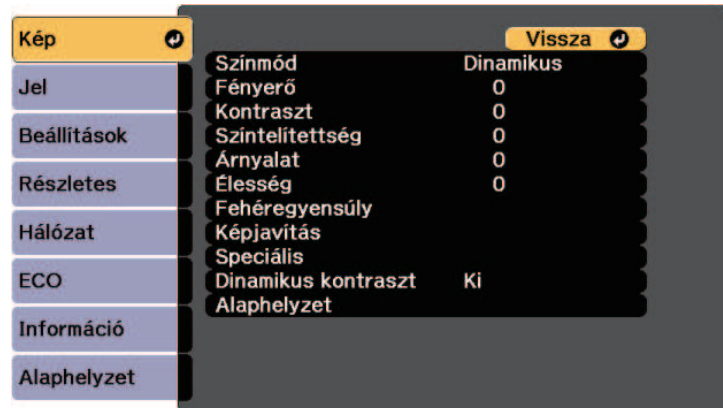 Kép
Jel
Beállítások
Részletes
Hálózat
ECO
Információ
Alaphelyzet
Vissza
Színmód Dinamikus
Fényerő 0
Kontraszt 0
Színtelítettség 0
Árnyalat 0
Élesség 0
Fehéregyensúly
Képjavítás
Speciális
Dinamikus kontraszt Ki
Alaphelyzet